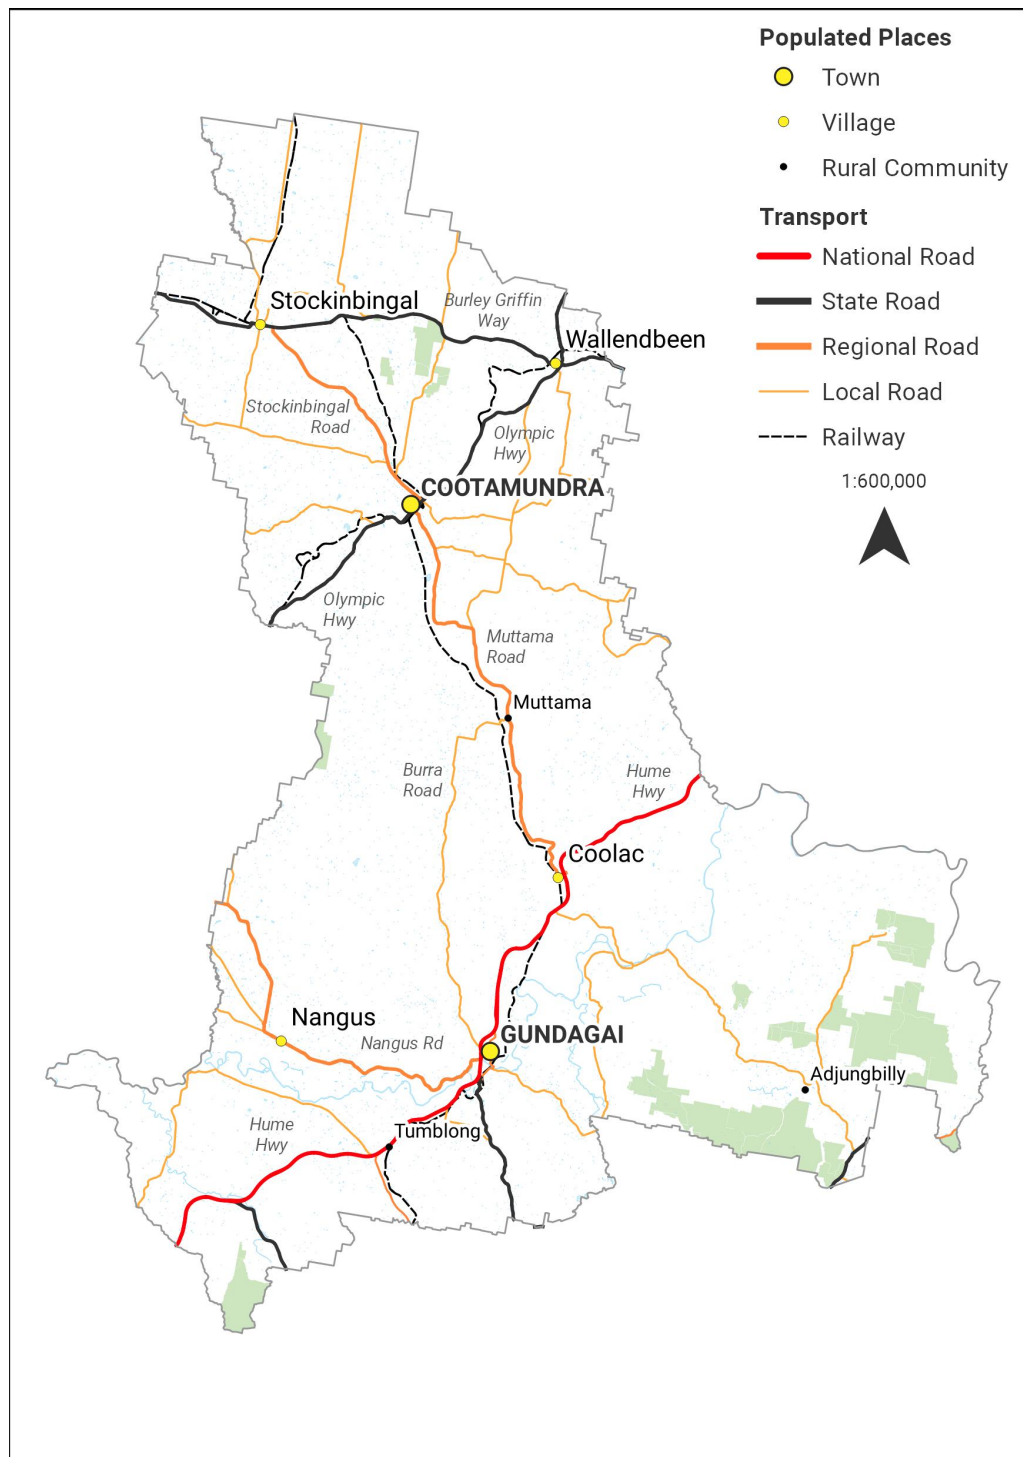 Populated Places
Town
Village
Rural Community
Transport
National Road
State Road
Regional Road
Local Road
Railway
1:600,000
Stockinbingal
Burley Griffin
Way
Wallendbeen
Stockinbingal
Road
Olympic
Hwy
COOTAMUNDRA
Olympic
Hwy
Muttama
Road
Muttama
Burra
Road
Hume
Hwy
Coolac
Nangus
Nangus Rd
GUNDAGAI
Adjungbilly
Hume
Hwy
Tumblong